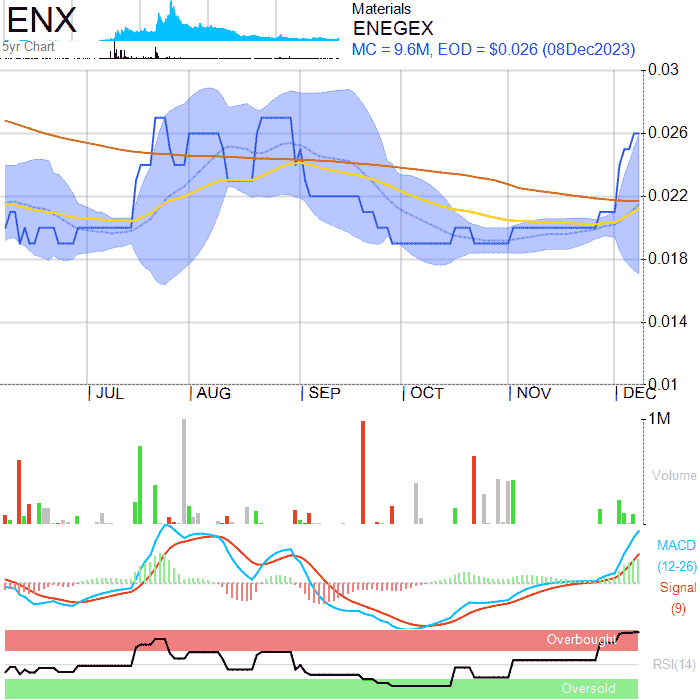 ENX
5yr Chart
Materials
ENEGEX
MC = 9.6M, EOD = $0.026 (08Dec2023)
0.03
0.026
0.022
0.018
0.014
0.01
JUL AUG SEP OCT NOV DEC
1M
Volume
MACD
(12-26)
Signal
(9)
Overbought
RSI(14)
Oversold